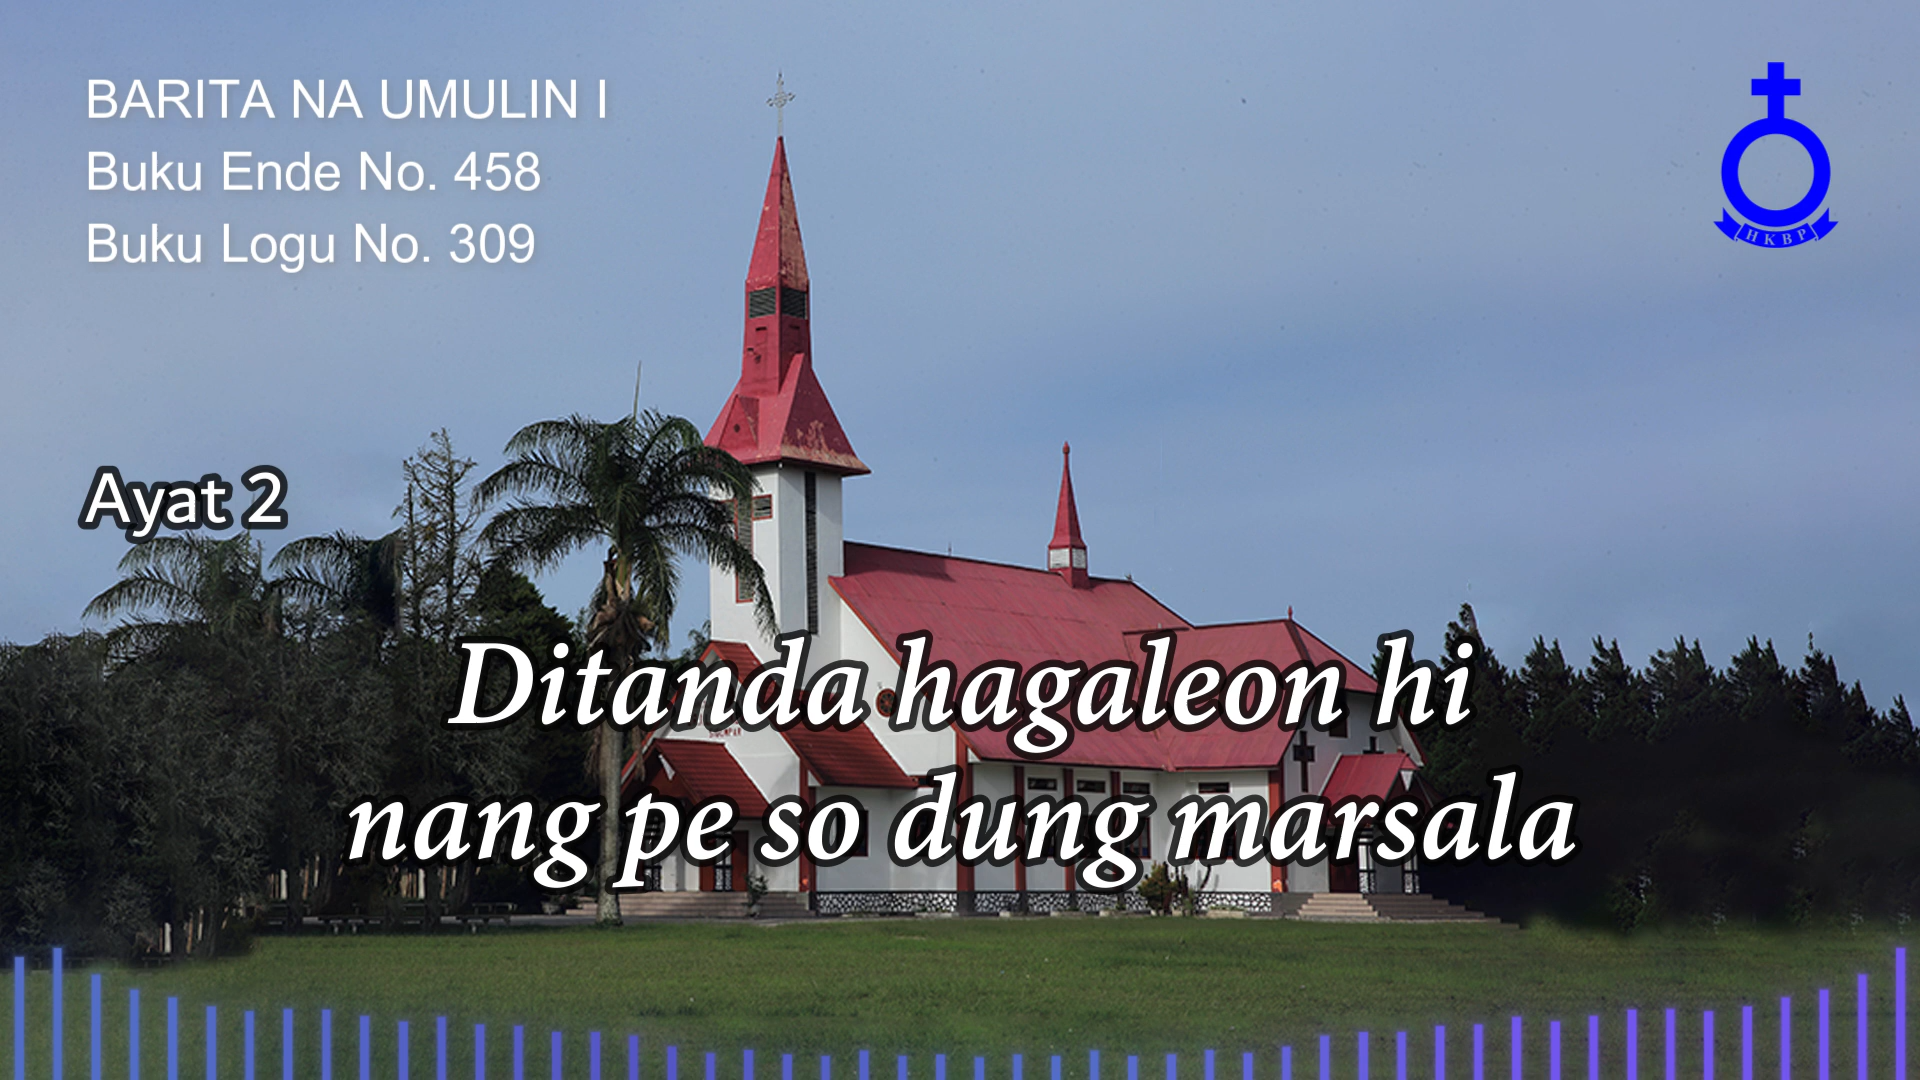 BARITA NA UMULIN I
Buku Ende No. 458
Buku Logu No. 309
HKBP
Ayat 2
Ditanda hagaleon hi
nang pe so dung marsala